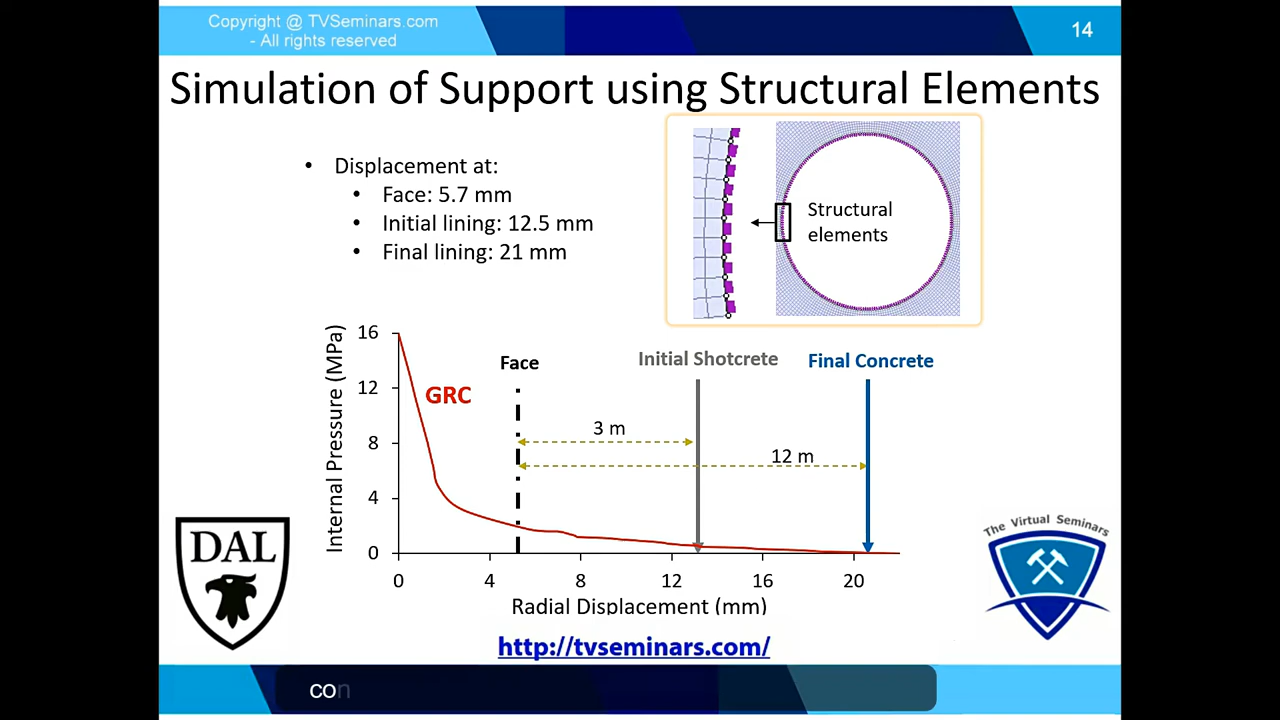 Copyright @ TVSeminars.com
- All rights reserved
14
Simulation of Support using Structural Elements
• Displacement at:
• Face: 5.7 mm
• Initial lining: 12.5 mm
• Final lining: 21 mm
Structural
elements
Internal Pressure (MPa)
16
12
8
4
0
GRC
Face
Initial Shotcrete
Final Concrete
3 m
12 m
0 4 8 12 16 20
Radial Displacement (mm)
DAL
The Virtual Seminars
http://tvseminars.com/
con